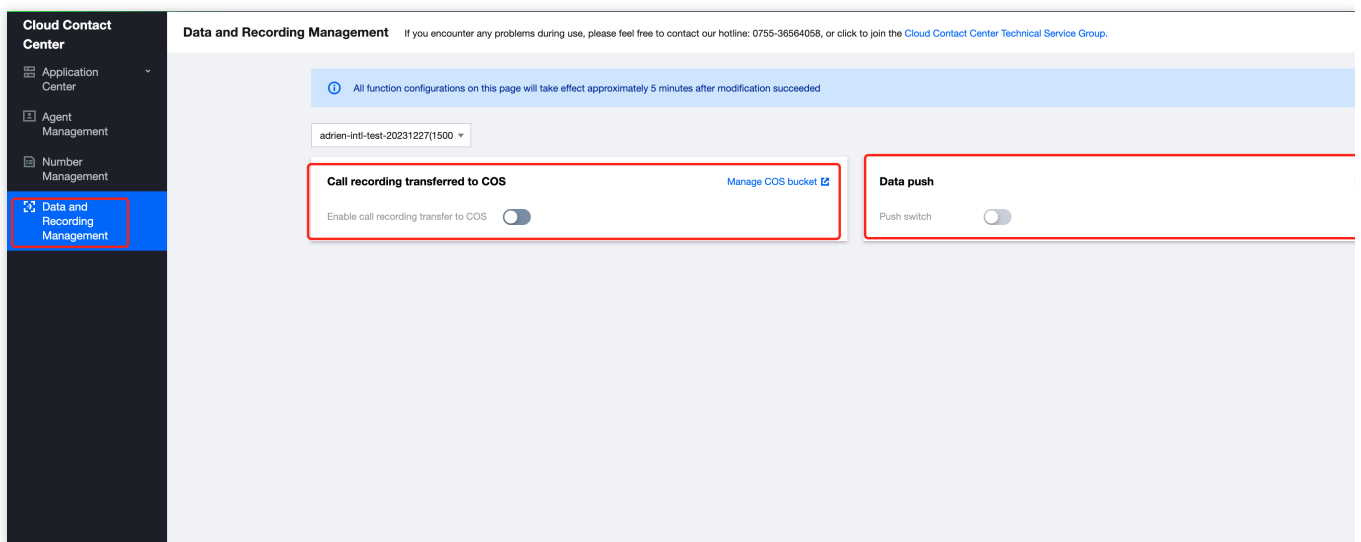 Cloud Contact
Center
Application
Center
Agent
Management
Number
Management
Data and
Recording
Management
Data and Recording Management If you encounter any problems during use, please feel free to contact our hotline: 0755-36564058, or click to join the Cloud Contact Center Technical Service Group.
All function configurations on this page will take effect approximately 5 minutes after modification succeeded
adrien-intl-test-20231227(1500
Call recording transferred to COS Manage COS bucket
Enable call recording transfer to COS
Data push
Push switch